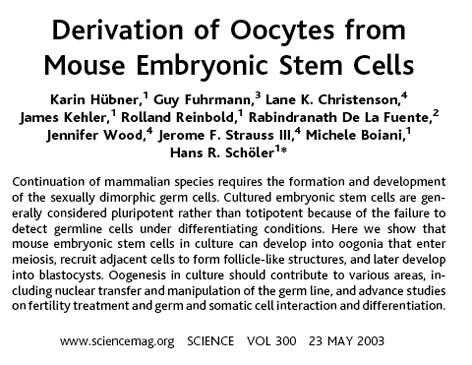 Derivation of Oocytes from
Mouse Embryonic Stem Cells
Karin Hübner,1 Guy Fuhrmann,3 Lane K. Christenson,4
James Kehler,1 Rolland Reinbold,1 Rabindranath De La Fuente,2
Jennifer Wood,4 Jerome F. Strauss III,4 Michele Boiani,1
Hans R. Schöler1*
Continuation of mammalian species requires the formation and development
of the sexually dimorphic germ cells. Cultured embryonic stem cells are gen-
erally considered pluripotent rather than totipotent because of the failure to
detect germline cells under differentiating conditions. Here we show that
mouse embryonic stem cells in culture can develop into oogonia that enter
meiosis, recruit adjacent cells to form follicle-like structures, and later develop
into blastocysts. Oogenesis in culture should contribute to various areas, in-
cluding nuclear transfer and manipulation of the germ line, and advance studies
on fertility treatment and germ and somatic cell interaction and differentiation.
www.sciencemag.org SCIENCE VOL 300 23 MAY 2003